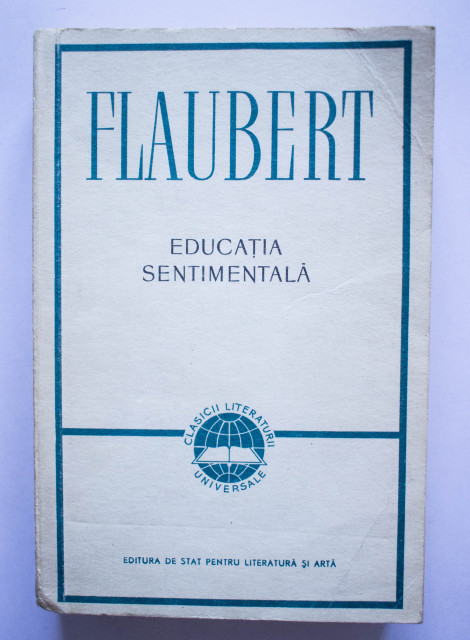 FLAUBERT
EDUCAȚIA
SENTIMENTALĂ
CLASICII LITERATURII
UNIVERSALE
EDITURA DE STAT PENTRU LITERATURĂ ȘI ARTĂ